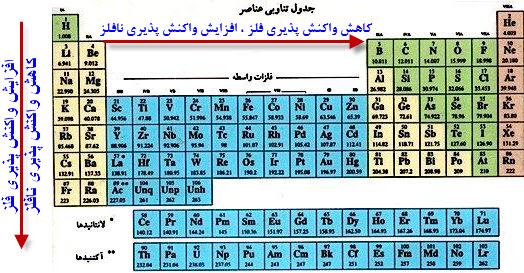 جدول تناوبی عناصر
کاهش واکنش پذیری فلز ، افزایش واکنش پذیری نافلز
افزایش واکنش پذیری فلز
کاهش واکنش پذیری نافلز
1 H 1.008
2 He 4.003
3 Li 6.941
4 Be 9.012
5 B 10.811
6 C 12.011
7 N 14.007
8 O 15.999
9 F 18.998
10 Ne 20.180
11 Na 22.990
12 Mg 24.305
فلزات واسطه
13 Al 26.982
14 Si 28.086
15 P 30.974
16 S 32.066
17 Cl 35.453
18 Ar 39.948
19 K 39.098
20 Ca 40.078
21 Sc 44.956
22 Ti 47.88
23 V 50.942
24 Cr 51.996
25 Mn 54.938
26 Fe 55.847
27 Co 58.933
28 Ni 58.69
29 Cu 63.546
30 Zn 65.39
31 Ga 69.723
32 Ge 72.61
33 As 74.922
34 Se 78.96
35 Br 79.904
36 Kr 83.80
37 Rb 85.468
38 Sr 87.62
39 Y 88.906
40 Zr 91.224
41 Nb 92.906
42 Mo 95.94
43 Tc 98
44 Ru 101.07
45 Rh 102.91
46 Pd 106.42
47 Ag 107.87
48 Cd 112.41
49 In 114.82
50 Sn 118.71
51 Sb 121.75
52 Te 127.60
53 I 126.90
54 Xe 131.29
55 Cs 132.91
56 Ba 137.33
57 La * 138.91
72 Hf 178.49
73 Ta 180.95
74 W 183.85
75 Re 186.21
76 Os 190.2
77 Ir 192.22
78 Pt 195.08
79 Au 196.97
80 Hg 200.59
81 Tl 204.38
82 Pb 207.2
83 Bi 208.98
84 Po 209
85 At 210
86 Rn 222
87 Fr 223
88 Ra 226.03
89 Ac ** 227.03
Unq 261
Unp 262
Unh 263
* لانتانیدها
58 Ce 140.12
59 Pr 140.91
60 Nd 144.24
61 Pm 145
62 Sm 150.36
63 Eu 151.97
64 Gd 157.25
65 Tb 158.93
66 Dy 162.50
67 Ho 164.93
68 Er 167.26
69 Tm 168.93
70 Yb 173.04
71 Lu 174.97
** آکتنیدها
90 Th 232.04
91 Pa 231.04
92 U 238.03
93 Np 237.05
94 Pu 244
95 Am 243
96 Cm 247
97 Bk 247
98 Cf 251
99 Es 252
100 Fm 257
101 Md 258
102 No 259
103 Lr 262